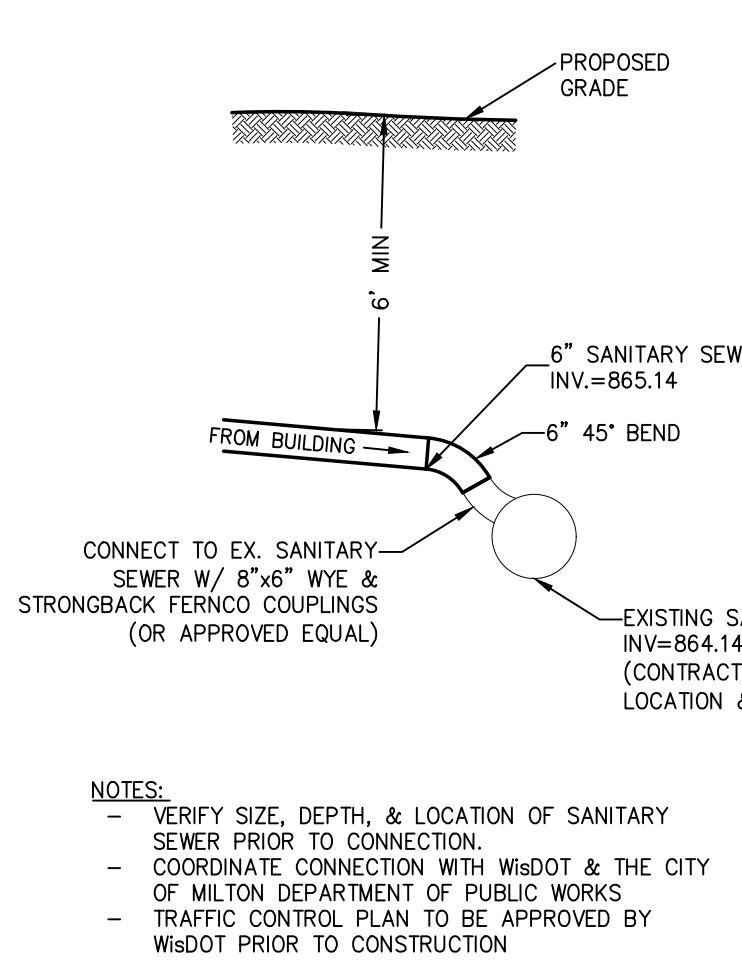 PROPOSED
GRADE
6' MIN
6" SANITARY
INV.=865.14
FROM BUILDING
6" 45° BEND
CONNECT TO EX. SANITARY
SEWER W/ 8"x6" WYE &
STRONGBACK FERNCO COUPLINGS
(OR APPROVED EQUAL)
EXISTING
INV=864.14
LOCATION &
NOTES:
- VERIFY SIZE, DEPTH, & LOCATION OF SANITARY
SEWER PRIOR TO CONNECTION.
- COORDINATE CONNECTION WITH WisDOT & THE CITY
OF MILTON DEPARTMENT OF PUBLIC WORKS
- TRAFFIC CONTROL PLAN TO BE APPROVED BY
WisDOT PRIOR TO CONSTRUCTION